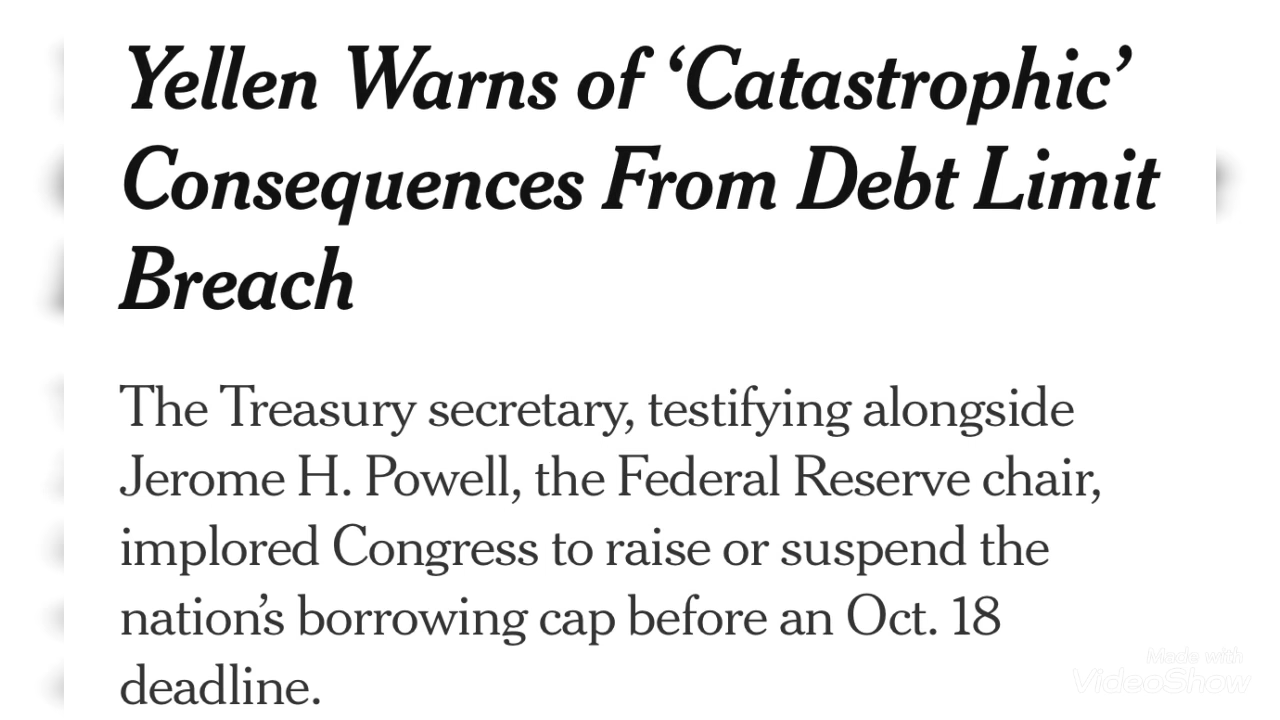 Yellen Warns of ‘Catastrophic’
Consequences From Debt Limit
Breach
The Treasury secretary, testifying alongside
Jerome H. Powell, the Federal Reserve chair,
implored Congress to raise or suspend the
nation’s borrowing cap before an Oct. 18
deadline.
Made with
VideoShow